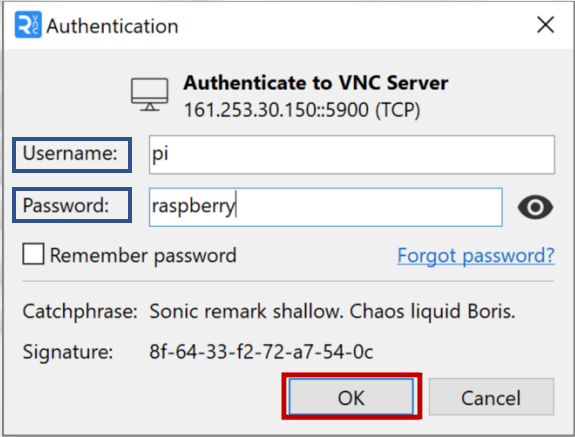 Authentication
Authenticate to VNC Server
161.253.30.150::5900 (TCP)
Username: pi
Password: raspberry
Remember password Forgot password?
Catchphrase: Sonic remark shallow. Chaos liquid Boris.
Signature: 8f-64-33-f2-72-a7-54-0c
OK Cancel